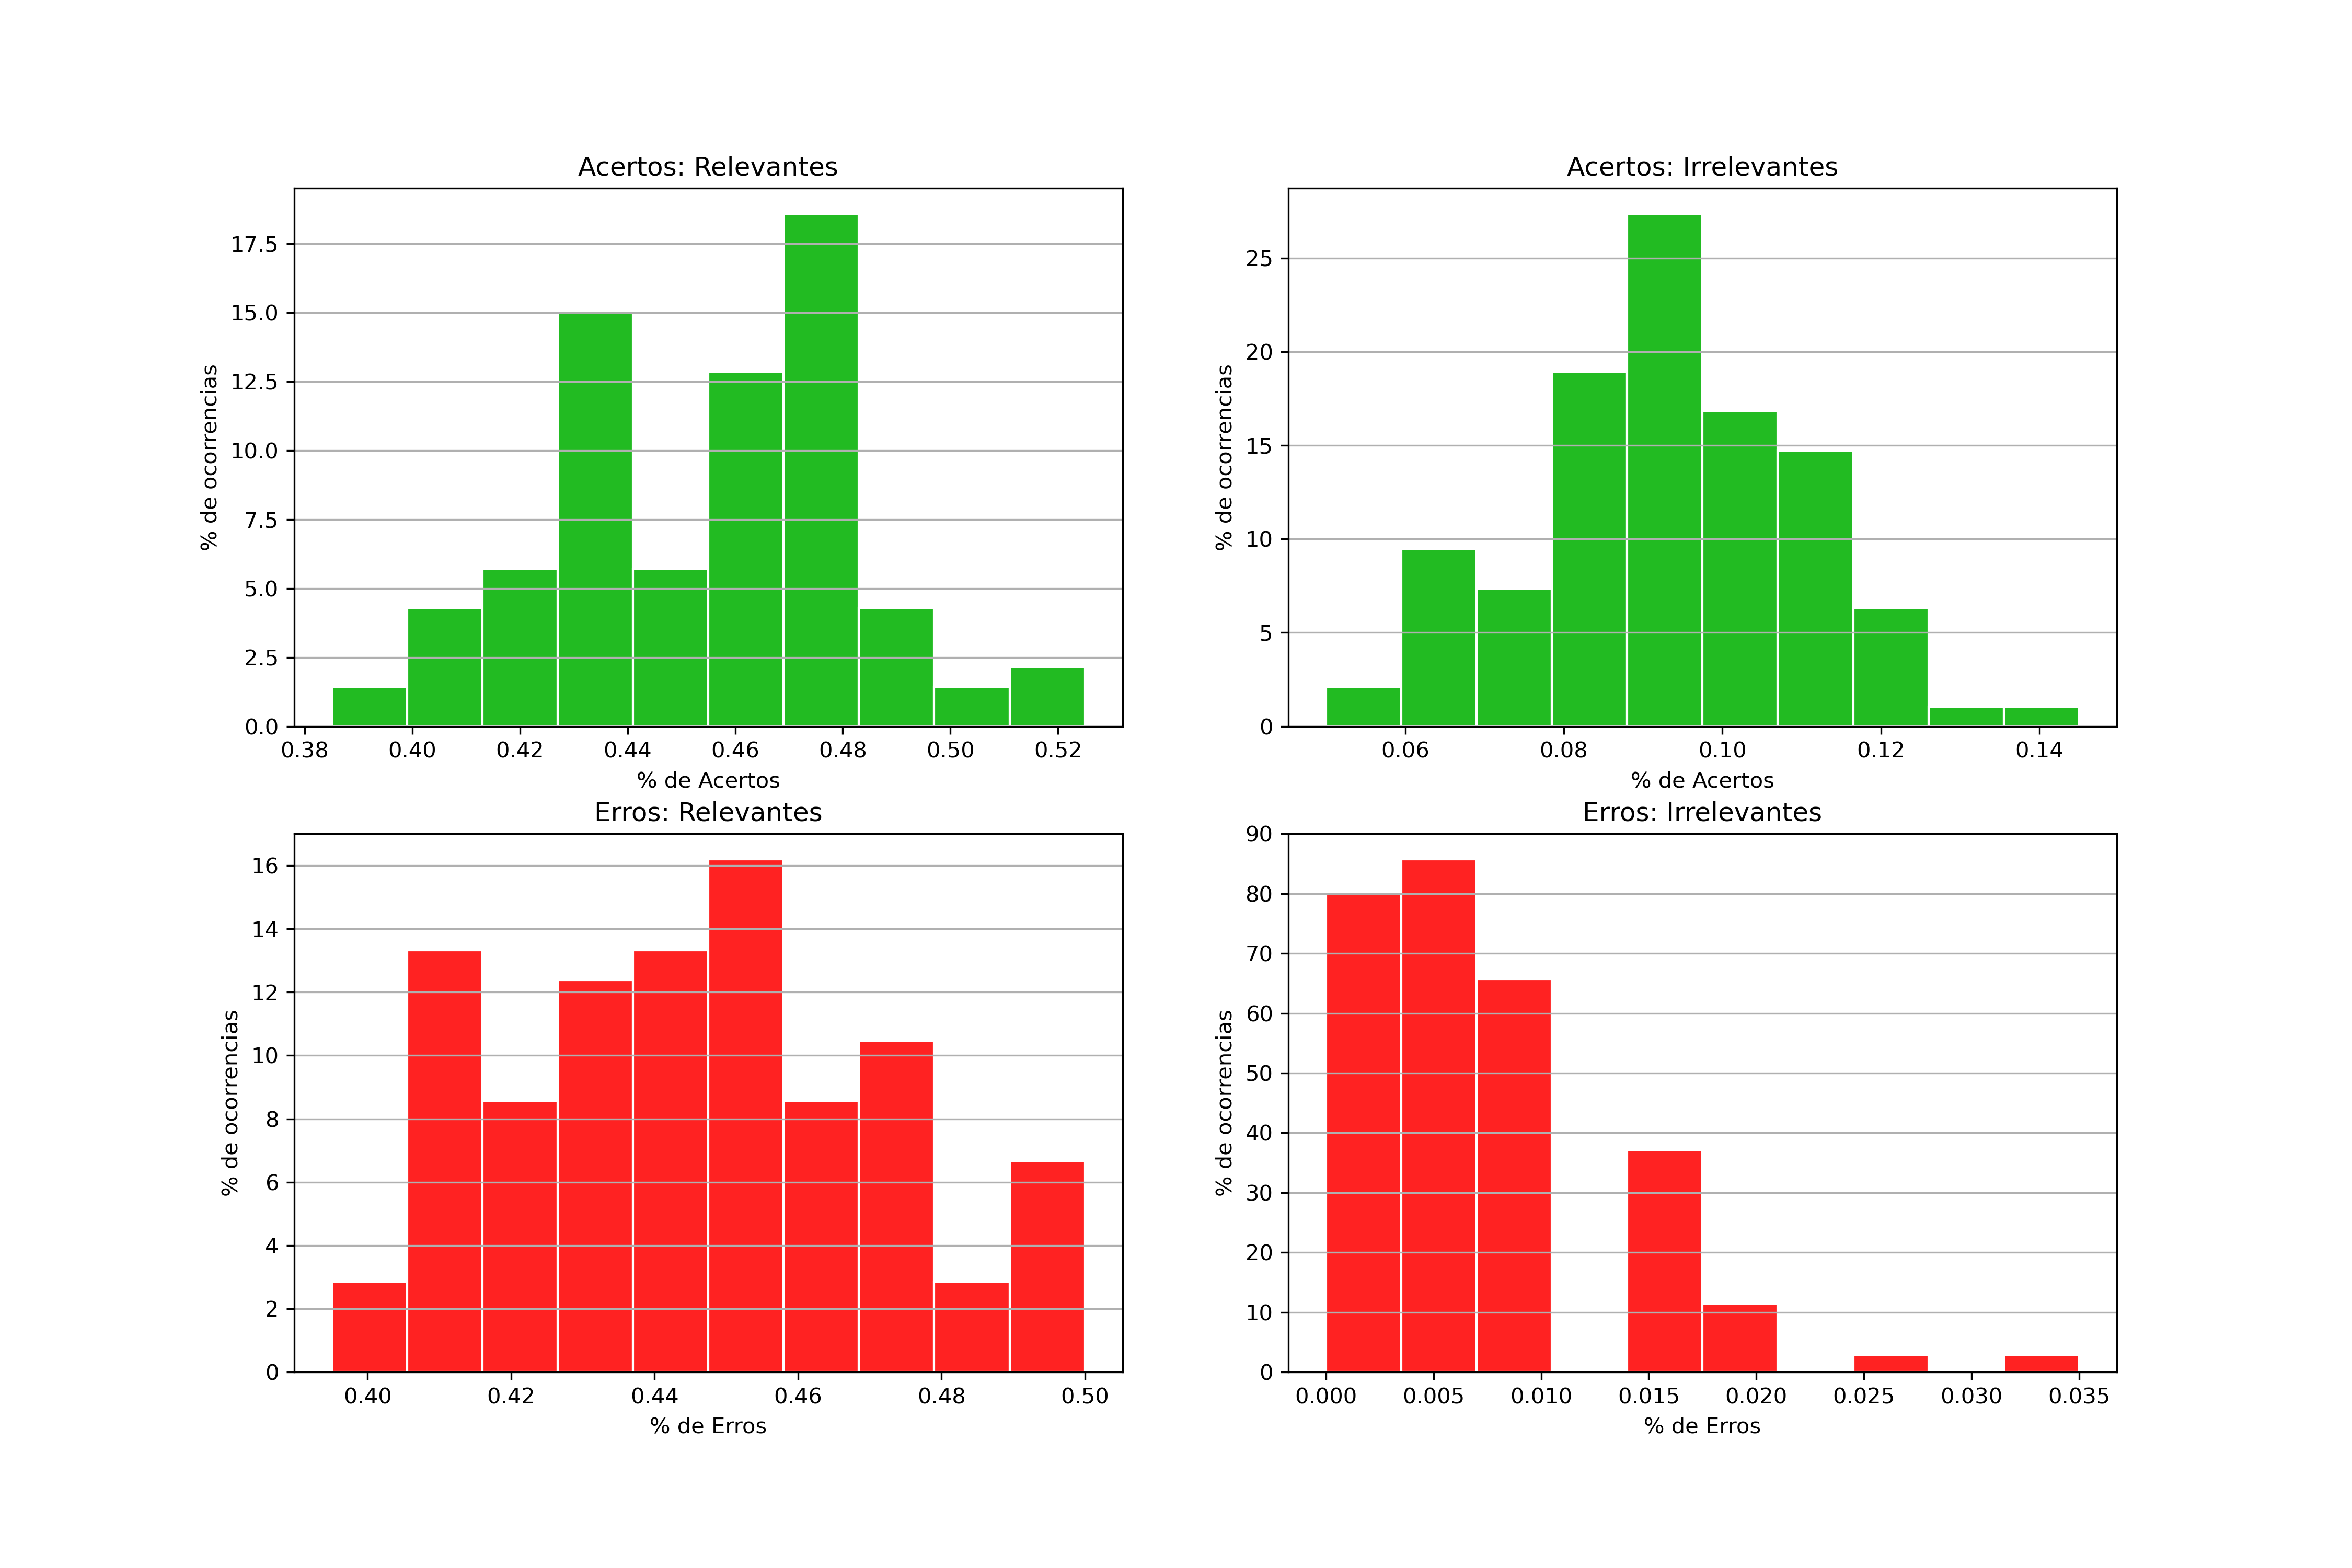 Acertos: Relevantes
17.5
15.0
12.5
10.0
7.5
5.0
2.5
0.0
% de ocorrencias
0.38 0.40 0.42 0.44 0.46 0.48 0.50 0.52
% de Acertos
Acertos: Irrelevantes
25
20
15
10
5
0
% de ocorrencias
0.06 0.08 0.10 0.12 0.14
% de Acertos
Erros: Relevantes
16
14
12
10
8
6
4
2
0
% de ocorrencias
0.40 0.42 0.44 0.46 0.48 0.50
% de Erros
Erros: Irrelevantes
90
80
70
60
50
40
30
20
10
0
% de ocorrencias
0.000 0.005 0.010 0.015 0.020 0.025 0.030 0.035
% de Erros